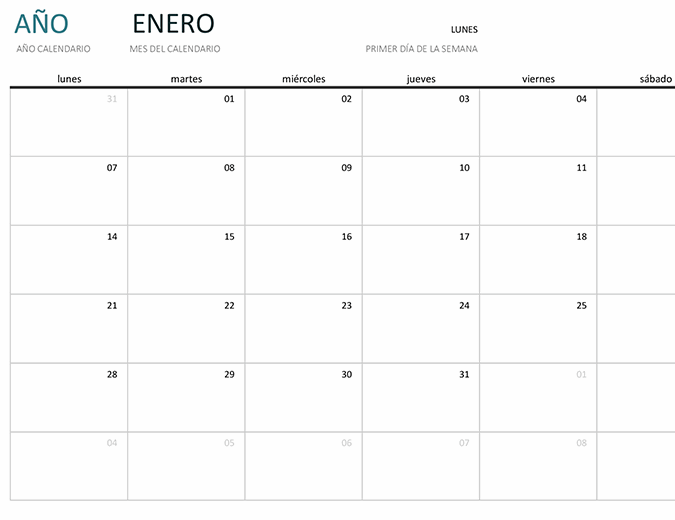 AÑO ENERO LUNES
AÑO CALENDARIO MES DEL CALENDARIO PRIMER DÍA DE LA SEMANA
lunes martes miércoles jueves viernes sábado
31 01 02 03 04
07 08 09 10 11
14 15 16 17 18
21 22 23 24 25
28 29 30 31 01
04 05 06 07 08